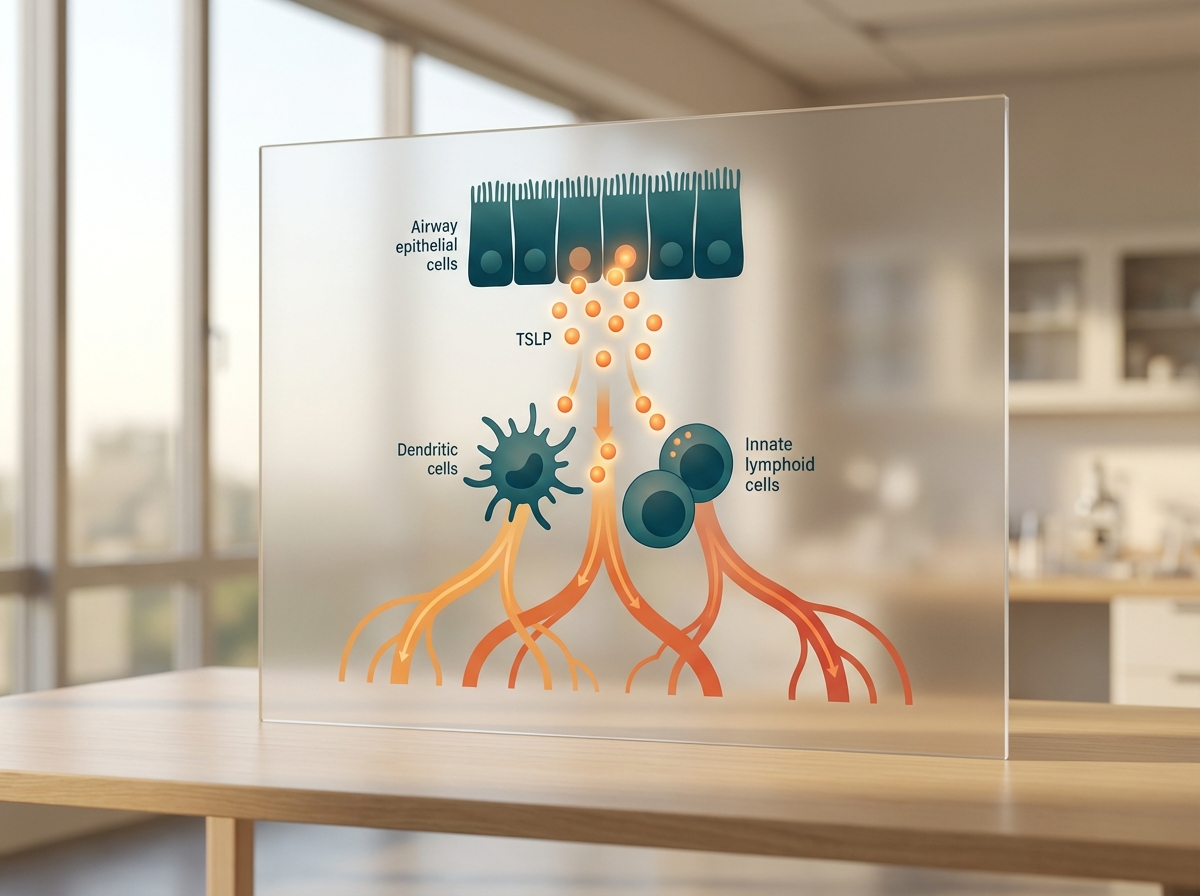 Airway
epithelial
cells
TSLP
Dendritic
cells
Innate
lymphoid
cells